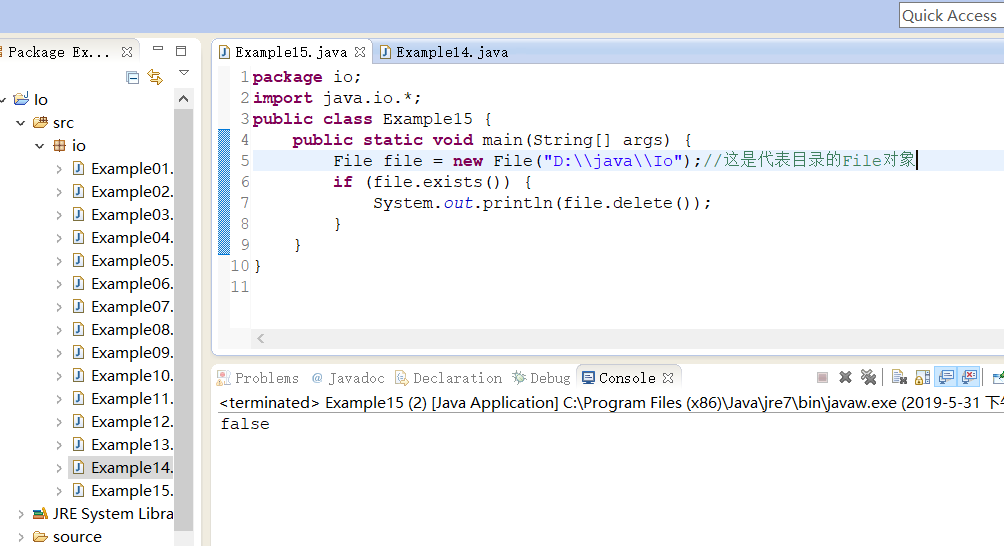 Quick Access
Package Ex...
Example15.java
Example14.java
Io
src
io
Example01.
Example02.
Example03.
Example04.
Example05.
Example06.
Example07.
Example08.
Example09.
Example10.
Example11.
Example12.
Example13.
Example14.
Example15.
JRE System Libra
source
1 package io;
2 import java.io.*;
3 public class Example15 {
4 public static void main(String[] args) {
5 File file = new File("D:\\java\\Io");//这是代表目录的File对象
6 if (file.exists()) {
7 System.out.println(file.delete());
8 }
9 }
10 }
11
Problems @ Javadoc Declaration Debug Console
<terminated> Example15 (2) [Java Application] C:\Program Files (x86)\Java\jre7\bin\javaw.exe (2019-5-31 下午
false